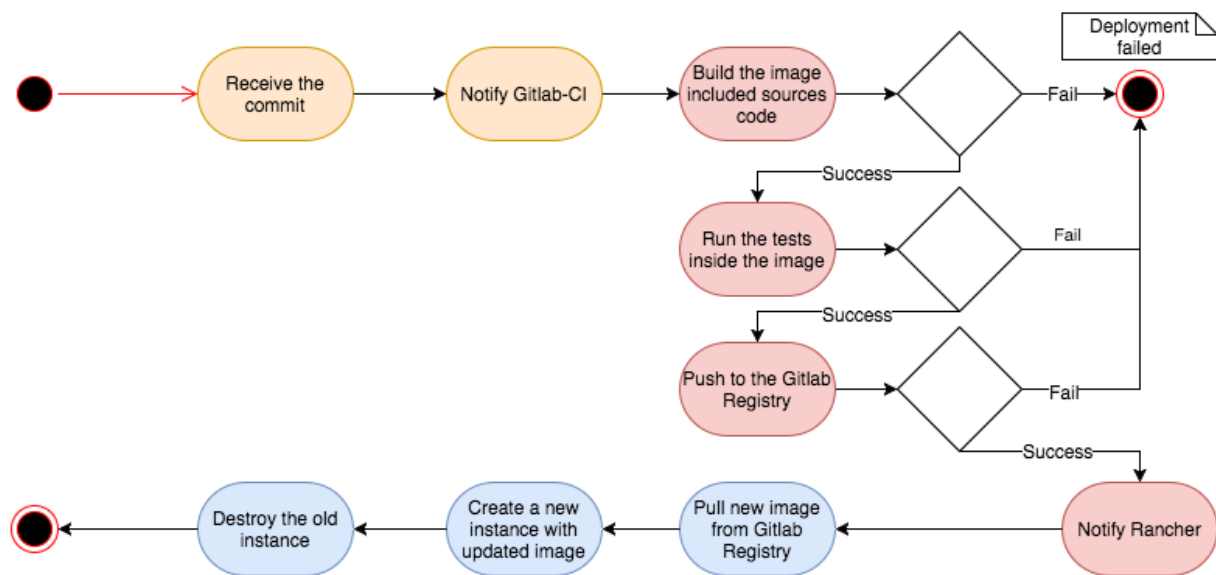 Deployment
failed
Receive the
commit
Notify Gitlab-CI
Build the image
included sources
code
Fail
Success
Run the tests
inside the image
Fail
Success
Push to the Gitlab
Registry
Fail
Success
Destroy the old
instance
Create a new
instance with
updated image
Pull new image
from Gitlab
Registry
Notify Rancher